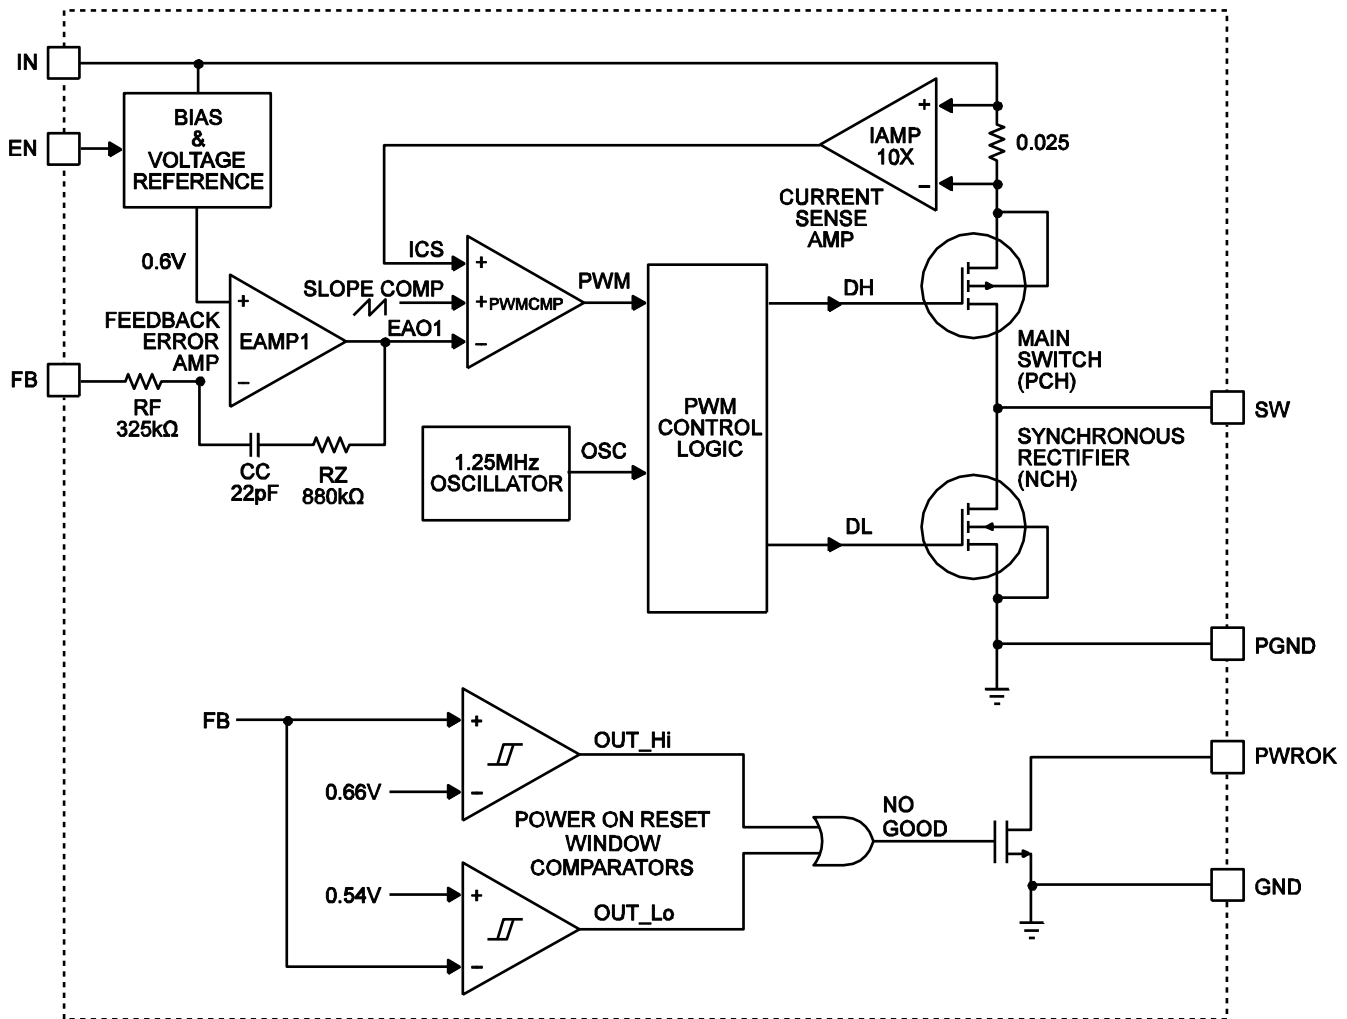 IN
BIAS
&
VOLTAGE
REFERENCE
EN
+
IAMP
10X
−
0.025
CURRENT
SENSE
AMP
0.6V
ICS
+
SLOPE COMP
+
PWMCMP
PWM
EAO1
−
FEEDBACK
ERROR
AMP
+
EAMP1
−
FB
RF
325kΩ
CC
22pF
RZ
880kΩ
1.25MHz
OSCILLATOR
OSC
PWM
CONTROL
LOGIC
DH
MAIN
SWITCH
(PCH)
SW
SYNCHRONOUS
RECTIFIER
(NCH)
DL
PGND
FB
+
0.66V
−
OUT_Hi
POWER ON RESET
WINDOW
COMPARATORS
0.54V
+
−
OUT_Lo
NO
GOOD
PWROK
GND